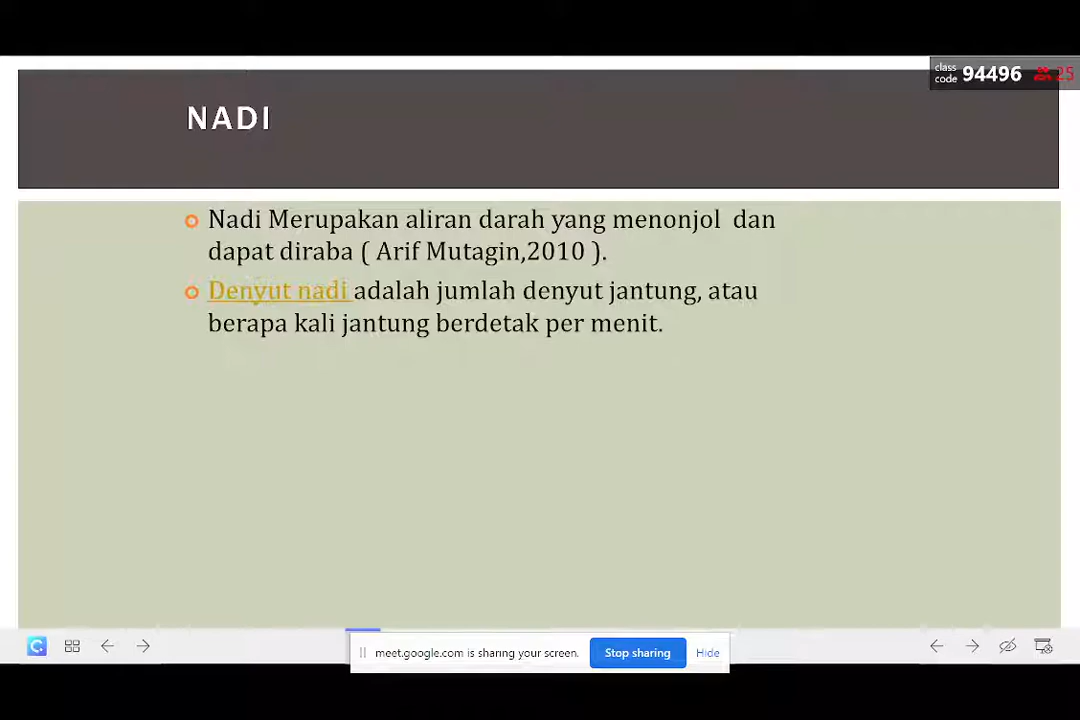 class
code 94496 25
NADI
Nadi Merupakan aliran darah yang menonjol dan
dapat diraba ( Arif Mutagin,2010 ).
Denyut nadi adalah jumlah denyut jantung, atau
berapa kali jantung berdetak per menit.
meet.google.com is sharing your screen. Stop sharing Hide